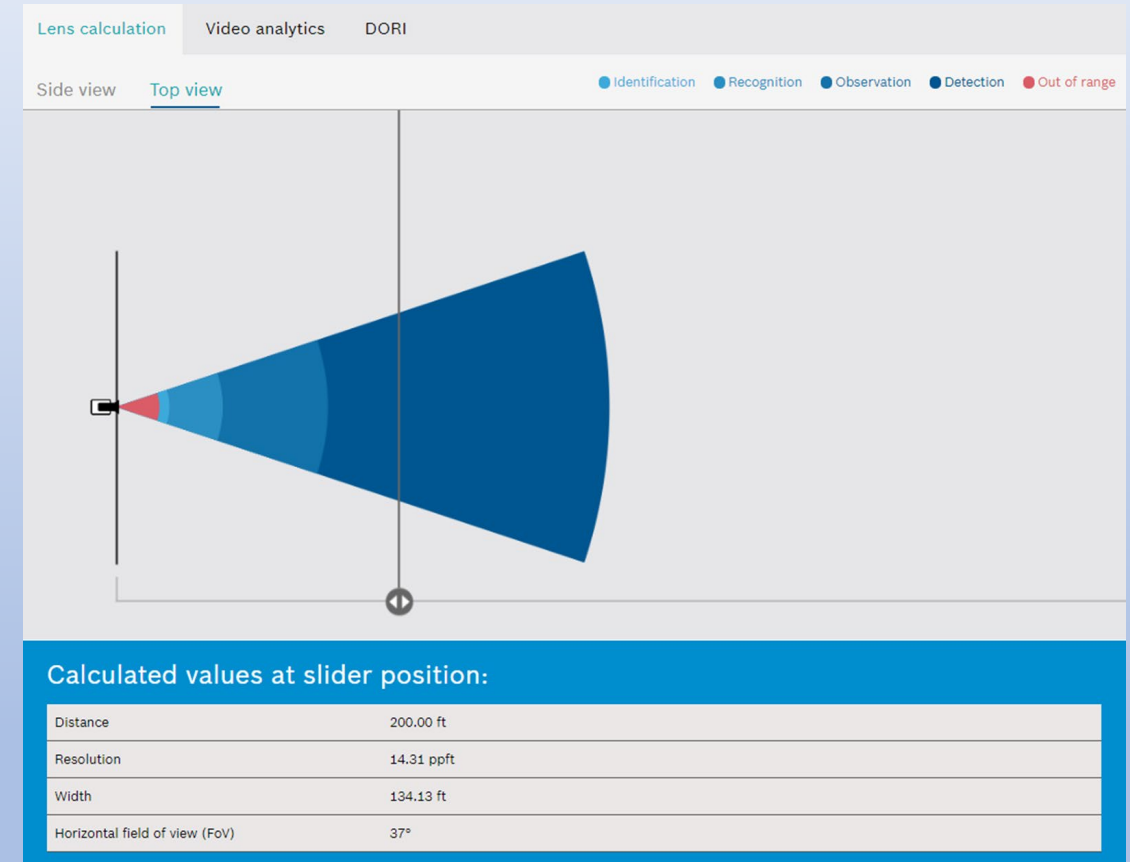 Lens calculation Video analytics DORI
Side view Top view Identification Recognition Observation Detection Out of range
Calculated values at slider position:
Distance 200.00 ft
Resolution 14.31 ppft
Width 134.13 ft
Horizontal field of view (FoV) 37°